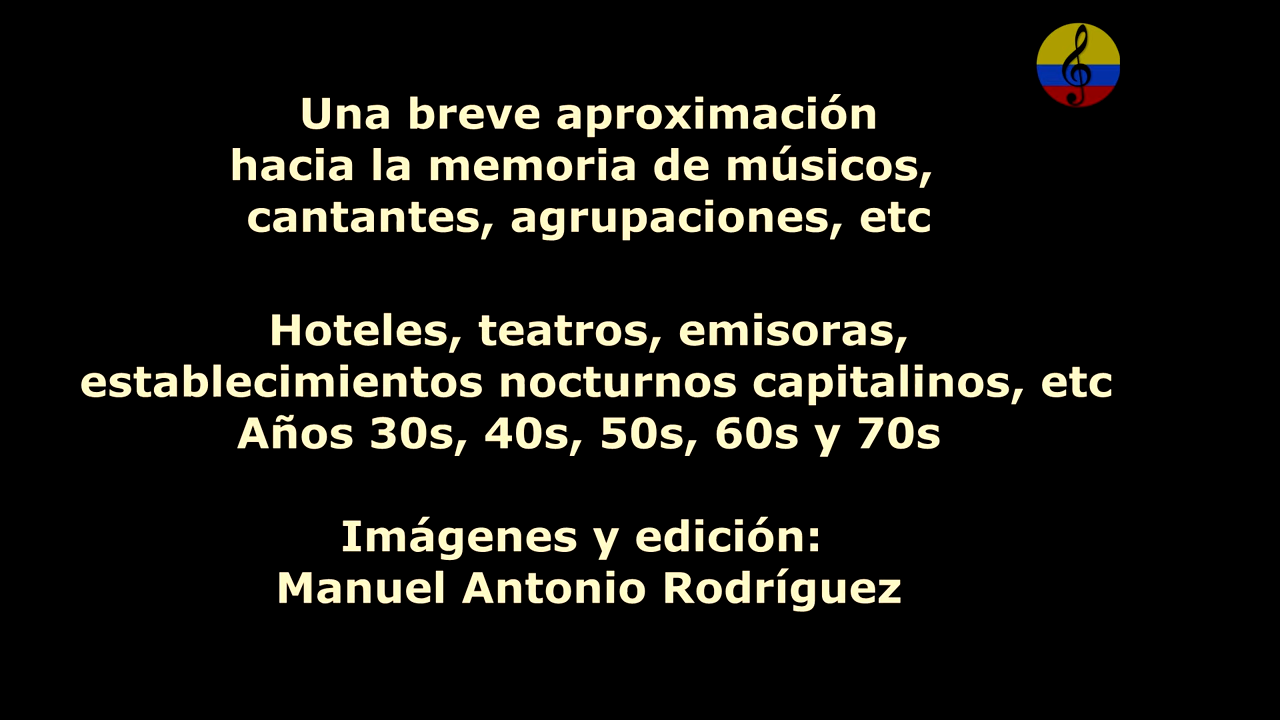 Una breve aproximación
hacia la memoria de músicos,
cantantes, agrupaciones, etc
Hoteles, teatros, emisoras,
establecimientos nocturnos capitalinos, etc
Años 30s, 40s, 50s, 60s y 70s
Imágenes y edición:
Manuel Antonio Rodríguez